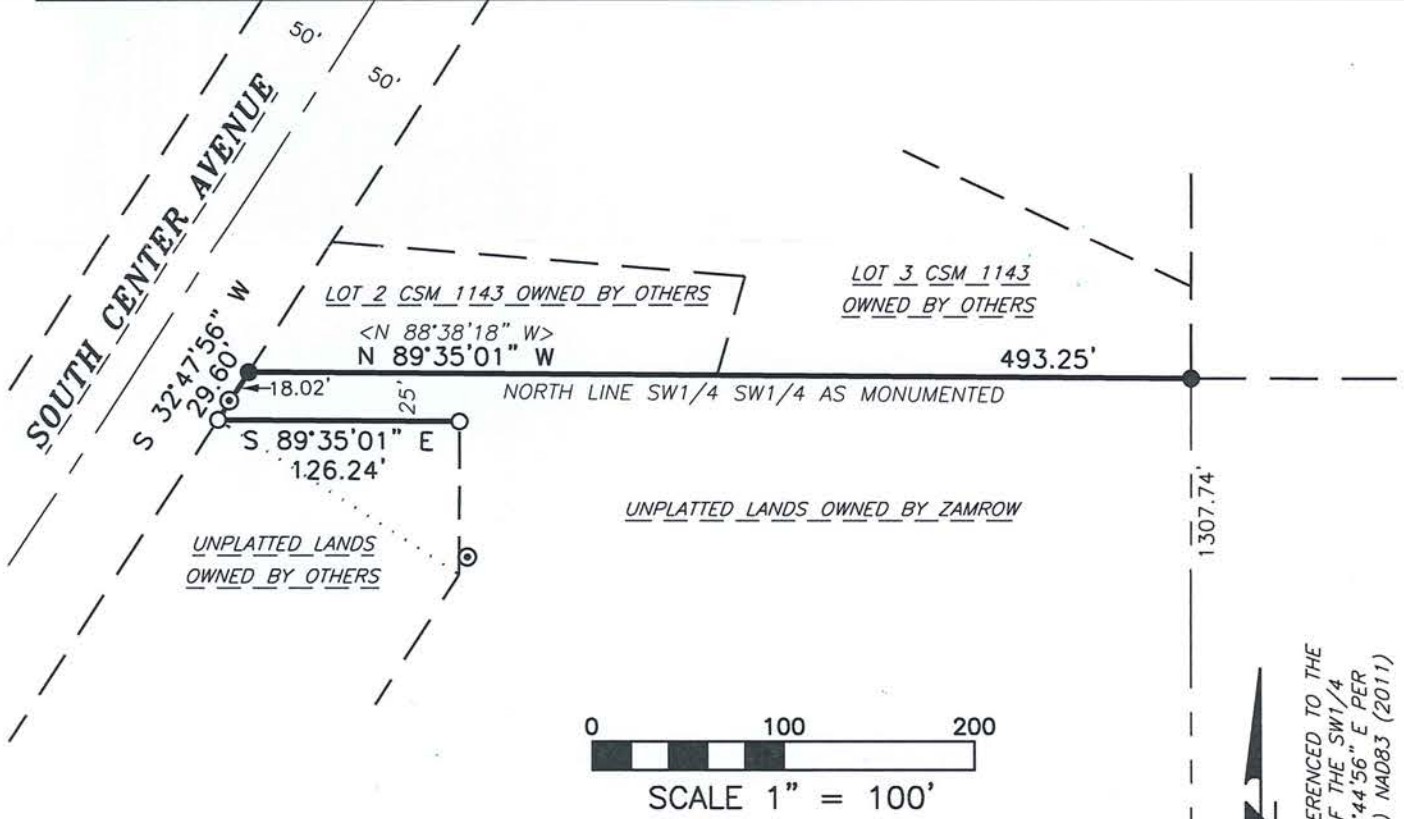 50'
50'
SOUTH CENTER AVENUE
LOT 2 CSM 1143 OWNED BY OTHERS
LOT 3 CSM 1143
OWNED BY OTHERS
<N 88°38'18" W>
N 89°35'01" W
493.25'
S 32°47'56" W
29.60'
18.02'
25'
NORTH LINE SW1/4 SW1/4 AS MONUMENTED
S 89°35'01" E
126.24'
UNPLATTED LANDS OWNED BY ZAMROW
1307.74'
UNPLATTED LANDS
OWNED BY OTHERS
0 100 200
SCALE 1" = 100'
ERENCED TO THE
F THE SW1/4
°44'56" E PER
) NAD83 (2011)